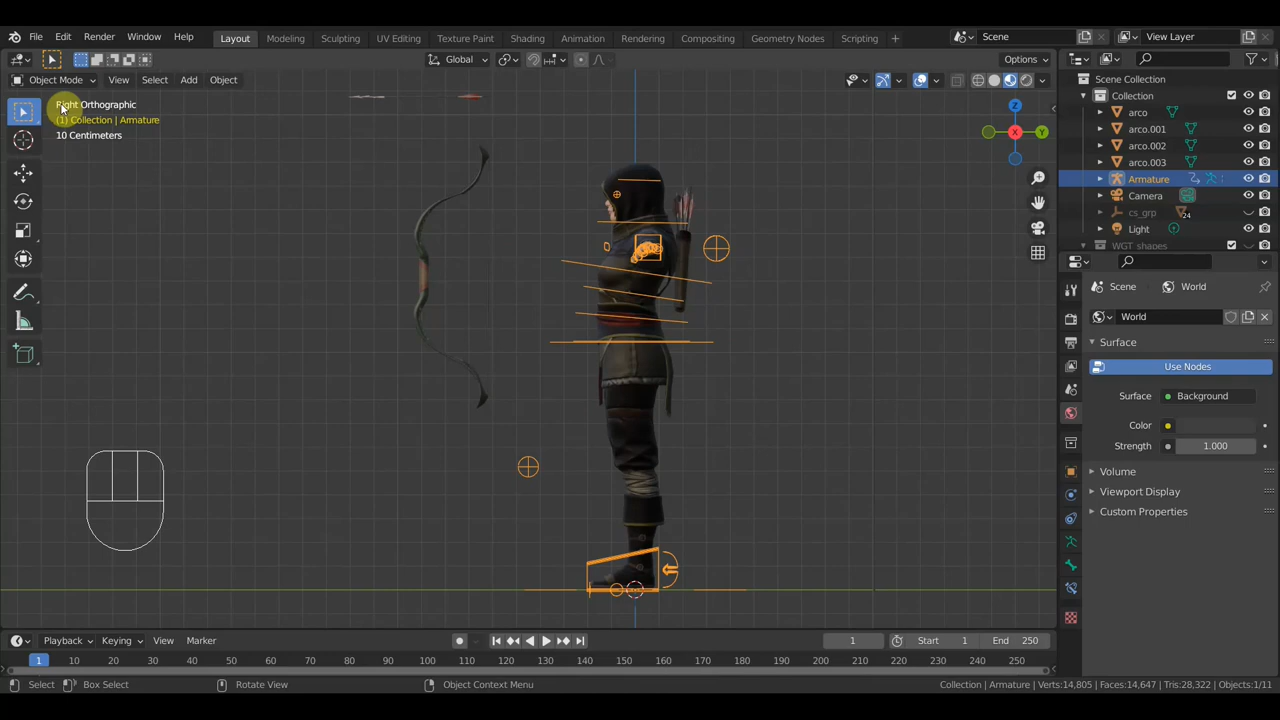 File Edit Render Window Help Layout Modeling Sculpting UV Editing Texture Paint Shading Animation Rendering Compositing Geometry Nodes Scripting + Scene View Layer
Global Options
Object Mode View Select Add Object
Right Orthographic
(1) Collection | Armature
10 Centimeters
Z
X
Y
Scene Collection
Collection
arco
arco.001
arco.002
arco.003
Armature
Camera
cs_grp 24
Light
WGT shapes
Scene World
World
Surface
Use Nodes
Surface Background
Color
Strength 1.000
Volume
Viewport Display
Custom Properties
Playback Keying View Marker 1 Start 1 End 250
1 10 20 30 40 50 60 70 80 90 100 110 120 130 140 150 160 170 180 190 200 210 220 230 240 250
Select Box Select Rotate View Object Context Menu Collection | Armature | Verts:14,805 | Faces:14,647 | Tris:28,322 | Objects:1/11